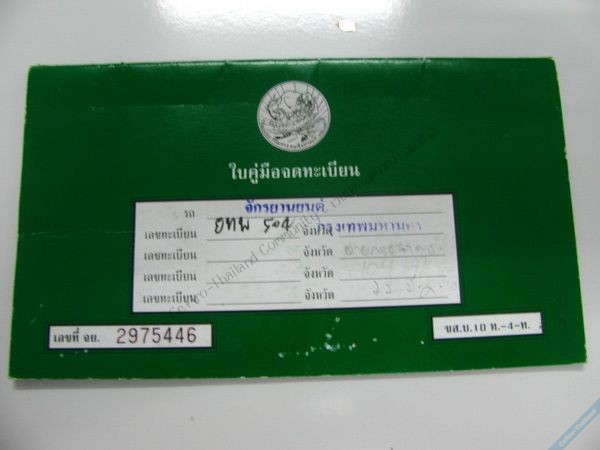 ใบคู่มือจดทะเบียน
รถ จักรยานยนต์
เลขทะเบียน ยทพ 504 จังหวัด กรุงเทพมหานคร
เลขทะเบียน จังหวัด
เลขทะเบียน จังหวัด
เลขทะเบียน จังหวัด
เลขที่ จย. 2975446
ขส.บ.10 ท.-4-ท.